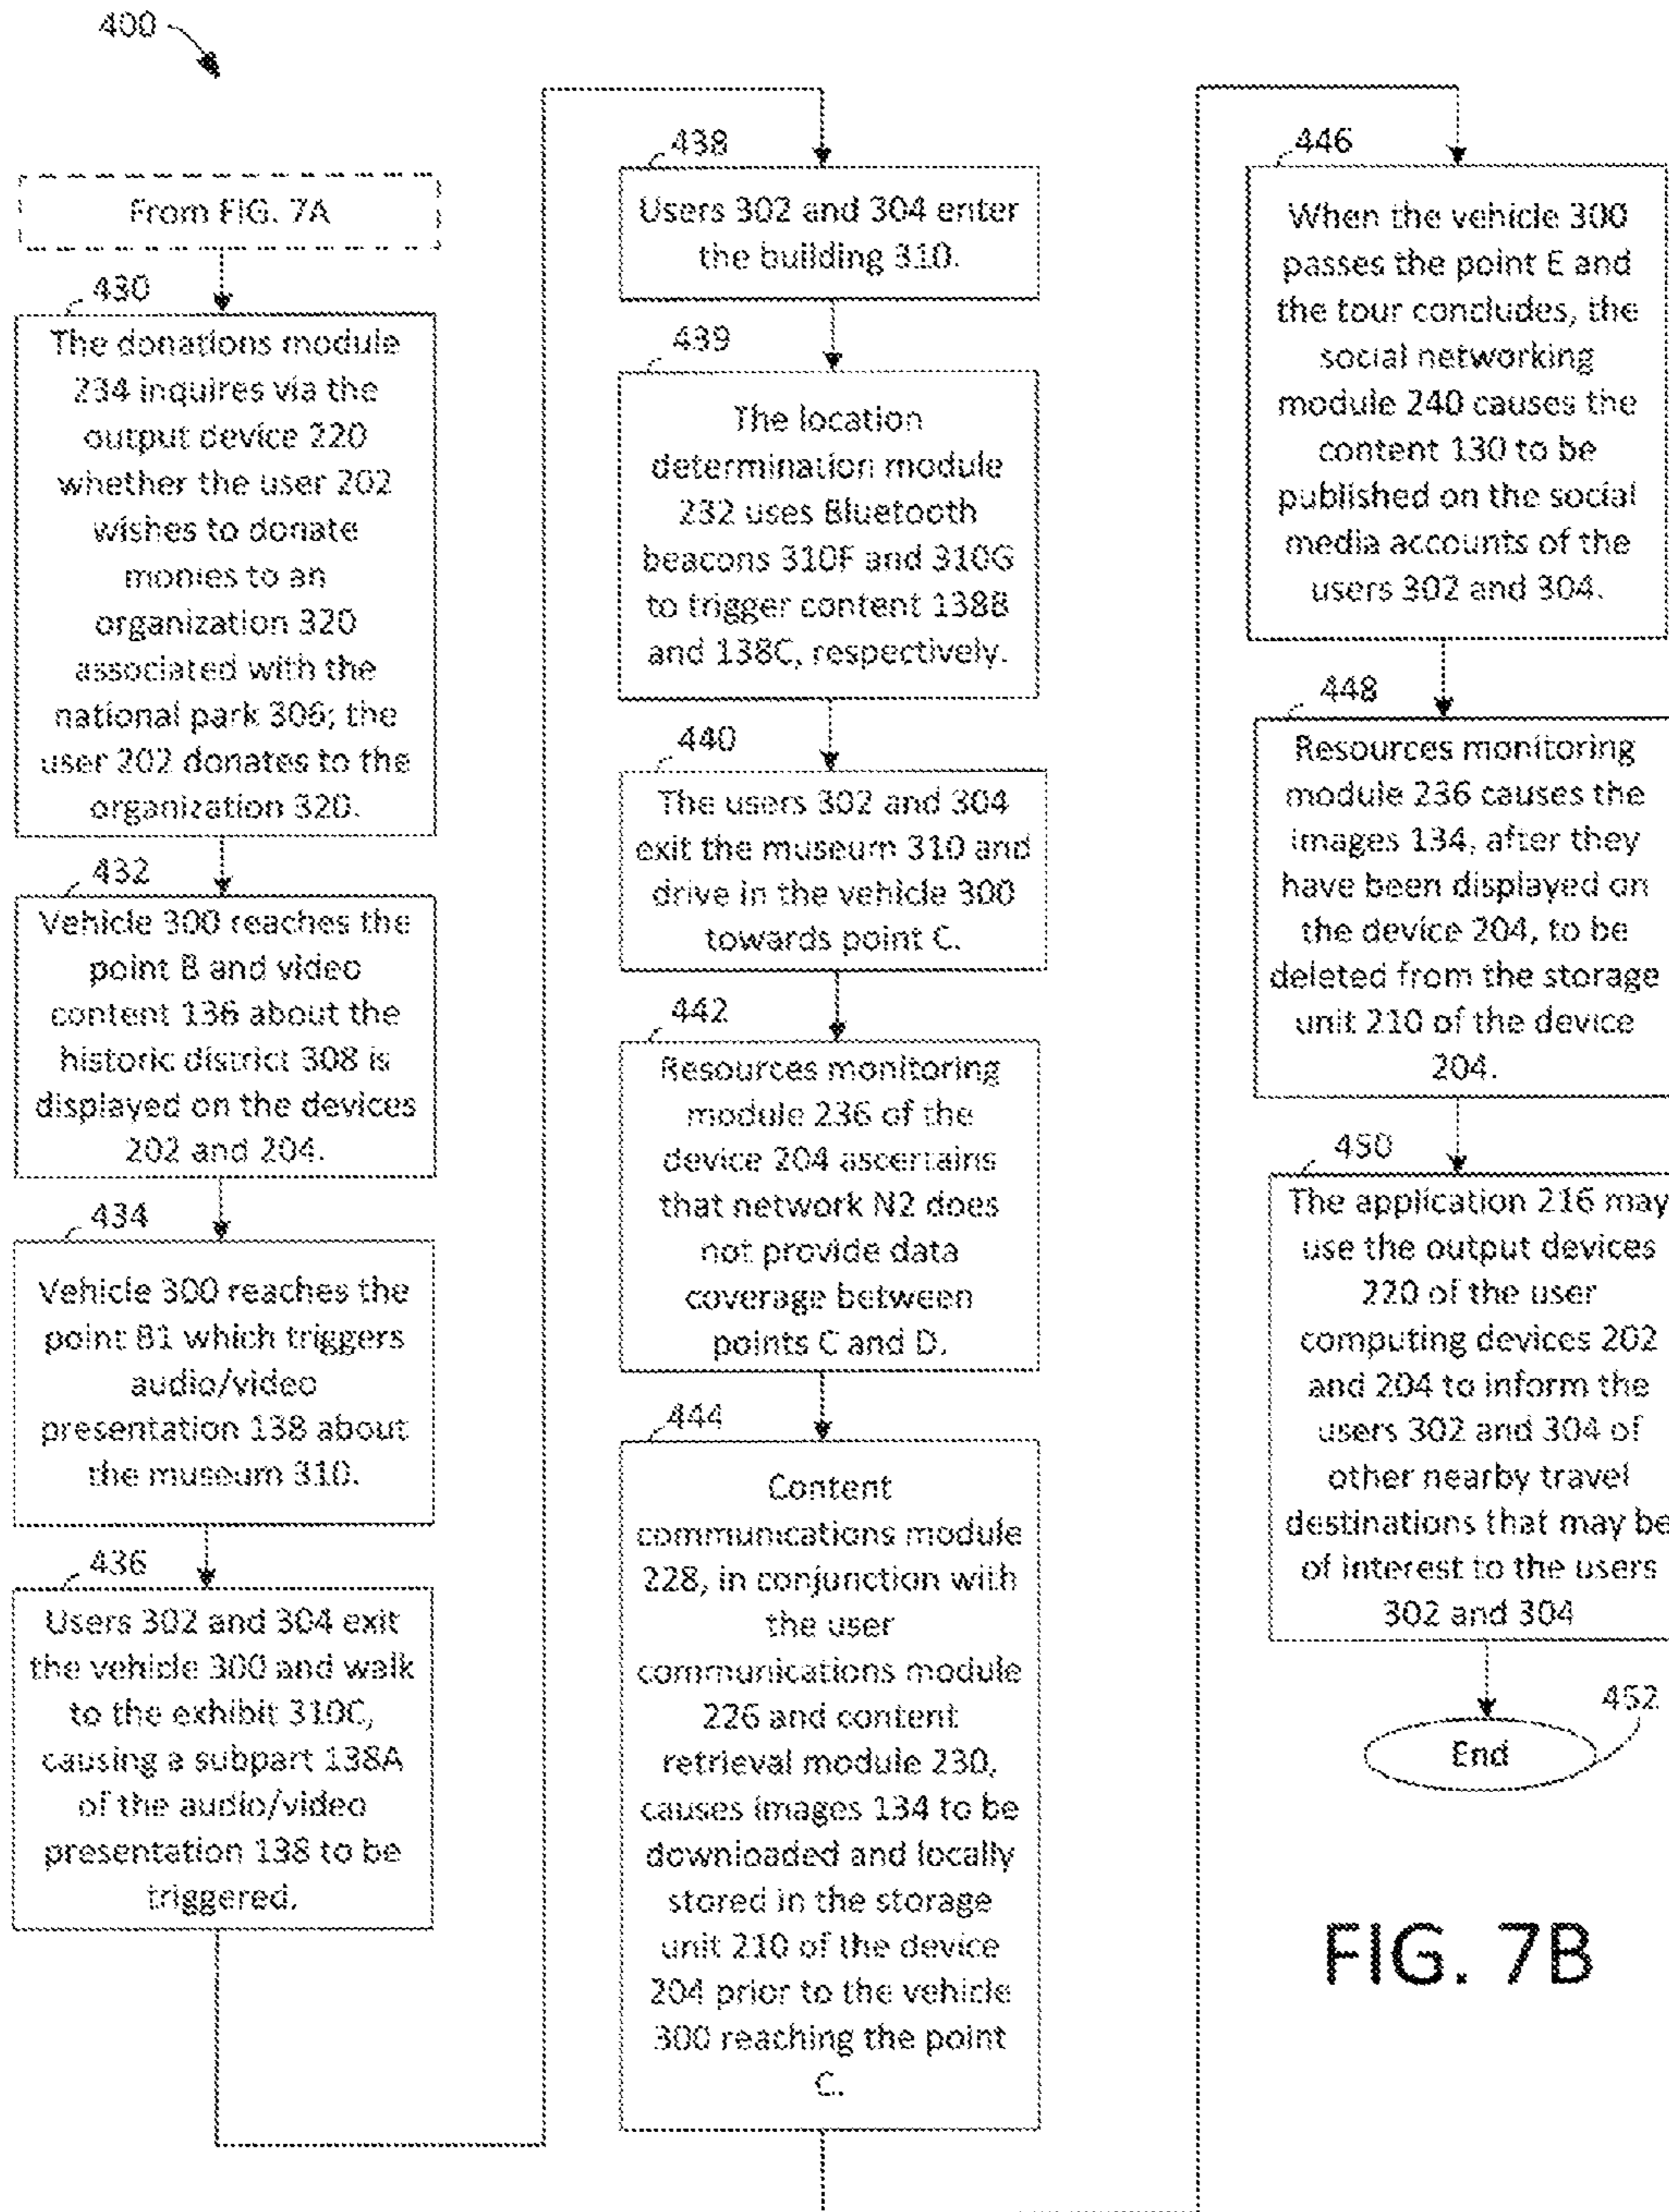 400
From FIG. 7A
430
The donations module
234 inquires via the
output device 220
whether the user 202
wishes to donate
monies to an
organization 320
associated with the
national park 306; the
user 202 donates to the
organization 320.
432
Vehicle 300 reaches the
point B and video
content 136 about the
historic district 308 is
displayed on the devices
202 and 204.
434
Vehicle 300 reaches the
point B1 which triggers
audio/video
presentation 138 about
the museum 310.
436
Users 302 and 304 exit
the vehicle 300 and walk
to the exhibit 310C,
causing a subpart 138A
of the audio/video
presentation 138 to be
triggered.
438
Users 302 and 304 enter
the building 310.
439
The location
determination module
232 uses Bluetooth
beacons 310F and 310G
to trigger content 138B
and 138C, respectively.
440
The users 302 and 304
exit the museum 310 and
drive in the vehicle 300
towards point C.
442
Resources monitoring
module 236 of the
device 204 ascertains
that network N2 does
not provide data
coverage between
points C and D.
444
Content
communications module
228, in conjunction with
the user
communications module
226 and content
retrieval module 230,
causes images 134 to be
downloaded and locally
stored in the storage
unit 210 of the device
204 prior to the vehicle
300 reaching the point
C.
446
When the vehicle 300
passes the point E and
the tour concludes, the
social networking
module 240 causes the
content 130 to be
published on the social
media accounts of the
users 302 and 304.
448
Resources monitoring
module 236 causes the
images 134, after they
have been displayed on
the device 204, to be
deleted from the storage
unit 210 of the device
204.
450
The application 216 may
use the output devices
220 of the user
computing devices 202
and 204 to inform the
users 302 and 304 of
other nearby travel
destinations that may be
of interest to the users
302 and 304
452
End
FIG. 7B